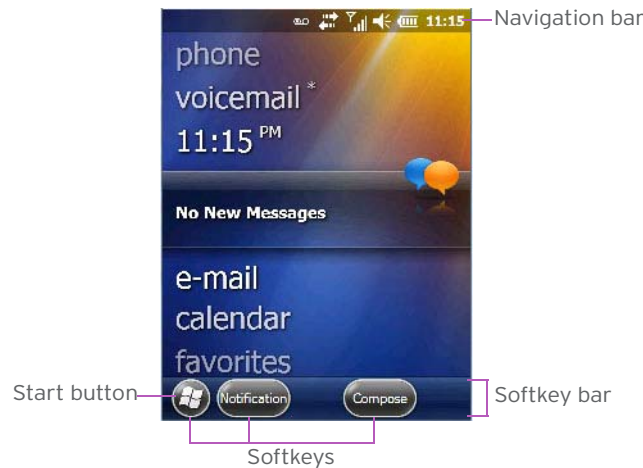 11:15
Navigation bar
phone
voicemail *
11:15 PM
No New Messages
e-mail
calendar
favorites
Start button
Notification
Compose
Softkey bar
Softkeys